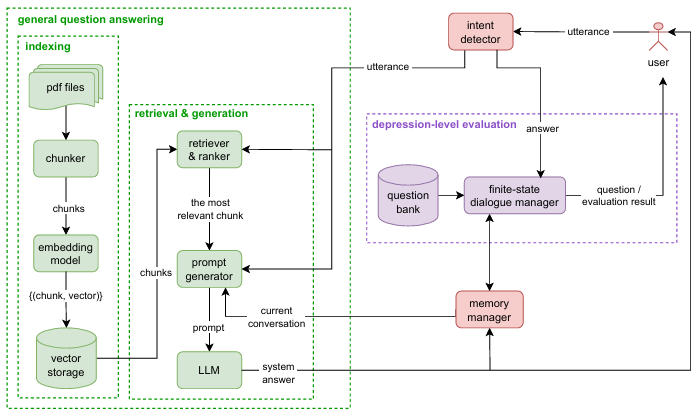 general question answering
indexing
pdf files
chunker
chunks
embedding
model
{(chunk, vector)}
vector
storage
chunks
retrieval & generation
retriever
& ranker
the most
relevant chunk
prompt
generator
prompt
LLM
utterance
intent
detector
utterance
user
depression-level evaluation
answer
question
bank
finite-state
dialogue manager
question /
evaluation result
current
conversation
memory
manager
system
answer